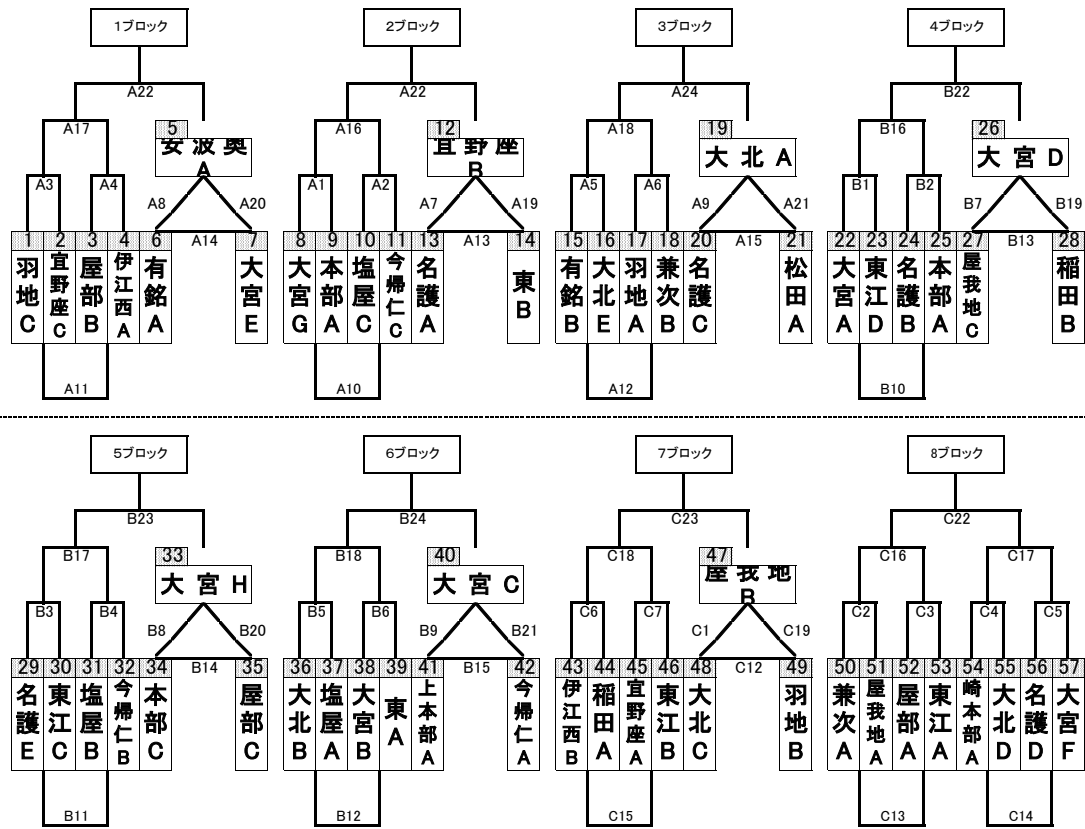 1ブロック 2ブロック 3ブロック 4ブロック
A22 A22 A24 B22
A17 5 A16 12 A18 19 B16 26
安波奥A 宜野座B 大北A 大宮D
A3 A4 A8 A20 A1 A2 A7 A19 A5 A6 A9 A21 B1 B2 B7 B19
A14 A13 A15 B13
1 羽地C
2 宜野座C
3 屋部B
4 伊江西A
6 有銘A
7 大宮E
8 大宮G
9 本部A
10 塩屋C
11 今帰仁C
13 名護A
14 東B
15 有銘B
16 大北E
17 羽地A
18 兼次B
20 名護C
21 松田A
22 大宮A
23 東江D
24 名護B
25 本部A
27 屋我地C
28 稲田B
A11 A10 A12 B10
5ブロック 6ブロック 7ブロック 8ブロック
B23 B24 C23 C22
B17 33 B18 40 C18 47 C16 C17
大宮H 大宮C 屋我地B
B3 B4 B8 B20 B5 B6 B9 B21 C6 C7 C1 C19 C2 C3 C4 C5
B14 B15 C12
29 名護E
30 東江C
31 塩屋B
32 今帰仁B
34 本部C
35 屋部C
36 大北B
37 塩屋A
38 大宮B
39 東A
41 上本部A
42 今帰仁A
43 伊江西B
44 稲田A
45 宜野座A
46 東江B
48 大北C
49 羽地B
50 兼次A
51 屋我地A
52 屋部A
53 東江A
54 崎本部A
55 大北D
56 名護D
57 大宮F
B11 B12 C15 C13 C14